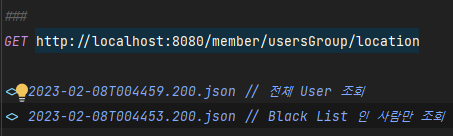 ###
GET http://localhost:8080/member/usersGroup/location
<> 2023-02-08T004459.200.json // 전체 User 조회
<> 2023-02-08T004453.200.json // Black List 인 사람만 조회